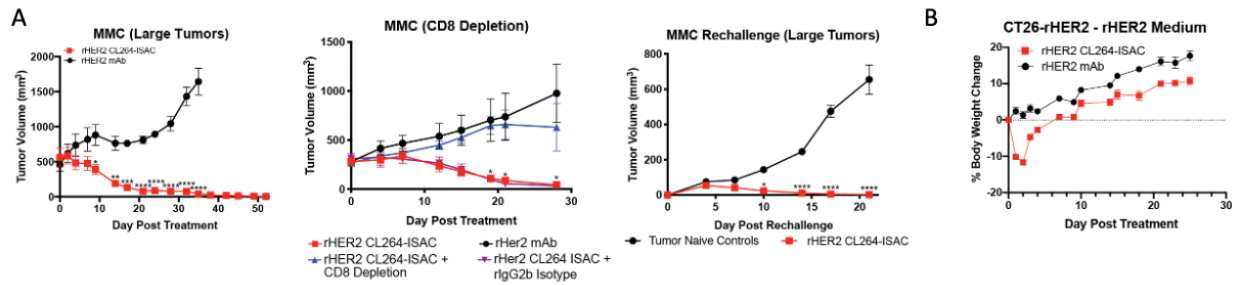 A
MMC (Large Tumors)
rHER2 CL264-ISAC
rHER2 mAb
Tumor Volume (mm³)
2000
1500
1000
500
0
* ** *** **** **** **** **** ****
0 10 20 30 40 50
Day Post Treatment
MMC (CD8 Depletion)
Tumor Volume (mm³)
1500
1000
500
0
* * *
0 10 20 30
Day Post Treatment
rHER2 CL264-ISAC
rHer2 mAb
rHER2 CL264-ISAC +
CD8 Depletion
rHer2 CL264 ISAC +
rIgG2b Isotype
MMC Rechallenge (Large Tumors)
Tumor Volume (mm³)
800
600
400
200
0
* **** **** ****
0 5 10 15 20
Day Post Rechallenge
Tumor Naive Controls
rHER2 CL264-ISAC
B
CT26-rHER2 - rHER2 Medium
rHER2 CL264-ISAC
rHER2 mAb
% Body Weight Change
20
10
0
-10
-20
0 10 20 30
Day Post Treatment